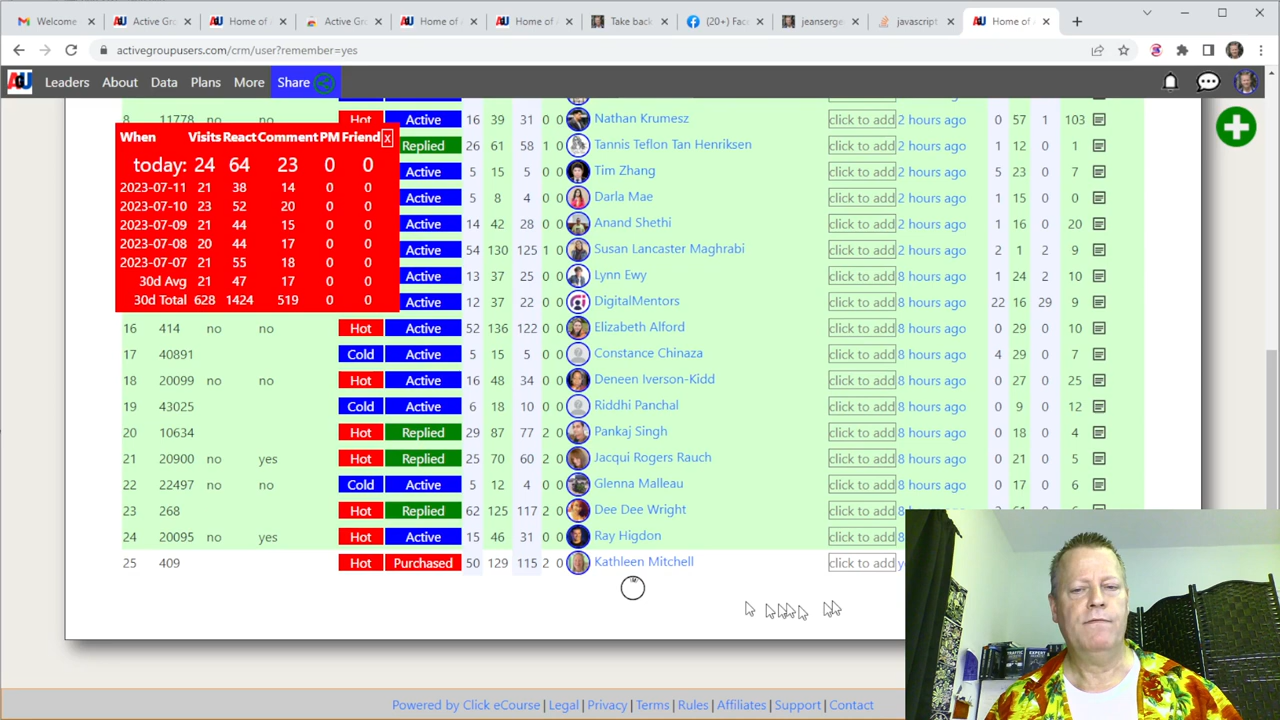 Welcome
Active Gro
Home of A
Active Gro
Home of A
Home of A
Take back
(20+) Face
jeanserge
javascript
Home of A
activegroupusers.com/crm/user?remember=yes
AGU Leaders About Data Plans More Share
8 11778 Hot Active 16 39 31 0 0 Nathan Krumesz click to add 2 hours ago 0 57 1 103
When Visits React Comment PM Friend x
today: 24 64 23 0 0
2023-07-11 21 38 14 0 0
2023-07-10 23 52 20 0 0
2023-07-09 21 44 15 0 0
2023-07-08 20 44 17 0 0
2023-07-07 21 55 18 0 0
30d Avg 21 47 17 0 0
30d Total 628 1424 519 0 0
Replied 26 61 58 1 0 Tannis Teflon Tan Henriksen click to add 2 hours ago 0 12 0 1
Active 5 15 5 0 0 Tim Zhang click to add 2 hours ago 5 23 0 7
Active 5 8 4 0 0 Darla Mae click to add 2 hours ago 1 15 0 0
Active 14 42 28 0 0 Anand Shethi click to add 2 hours ago 1 16 0 20
Active 54 130 125 1 0 Susan Lancaster Maghrabi click to add 2 hours ago 2 1 2 9
Active 13 37 25 0 0 Lynn Ewy click to add 8 hours ago 1 24 2 10
Active 12 37 22 0 0 DigitalMentors click to add 8 hours ago 22 16 29 9
16 414 no no Hot Active 52 136 122 0 0 Elizabeth Alford click to add 8 hours ago 0 29 0 10
17 40891 Cold Active 5 15 5 0 0 Constance Chinaza click to add 8 hours ago 4 29 0 7
18 20099 no no Hot Active 16 48 34 0 0 Deneen Iverson-Kidd click to add 8 hours ago 0 27 0 25
19 43025 Cold Active 6 18 10 0 0 Riddhi Panchal click to add 8 hours ago 0 9 0 12
20 10634 Hot Replied 29 87 77 2 0 Pankaj Singh click to add 8 hours ago 0 18 0 4
21 20900 no yes Hot Replied 25 70 60 2 0 Jacqui Rogers Rauch click to add 8 hours ago 0 21 0 5
22 22497 no no Cold Active 5 12 4 0 0 Glenna Malleau click to add 8 hours ago 0 17 0 6
23 268 Hot Replied 62 125 117 2 0 Dee Dee Wright click to add 8 hours ago
24 20095 no yes Hot Active 15 46 31 0 0 Ray Higdon click to add 8
25 409 Hot Purchased 50 129 115 2 0 Kathleen Mitchell click to add
Powered by Click eCourse | Legal | Privacy | Terms | Rules | Affiliates | Support | Contact